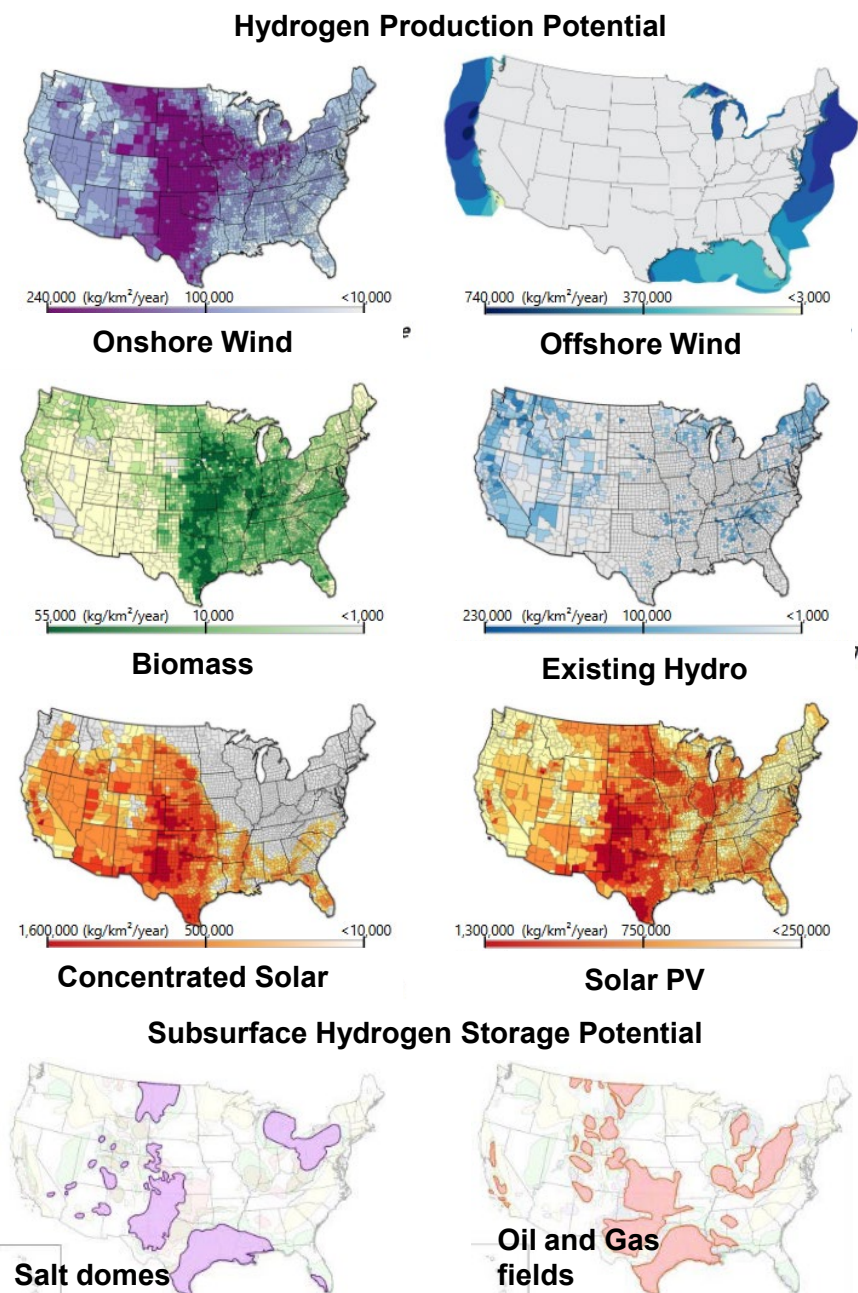 Hydrogen Production Potential
240,000 (kg/km²/year) 100,000 <10,000
740,000 (kg/km²/year) 370,000 <3,000
Onshore Wind
e
Offshore Wind
55,000 (kg/km²/year) 10,000 <1,000
230,000 (kg/km²/year) 100,000 <1,000
Biomass
Existing Hydro
1,600,000 (kg/km²/year) 500,000 <10,000
1,300,000 (kg/km²/year) 750,000 <250,000
Concentrated Solar
Solar PV
Subsurface Hydrogen Storage Potential
Salt domes
Oil and Gas
fields